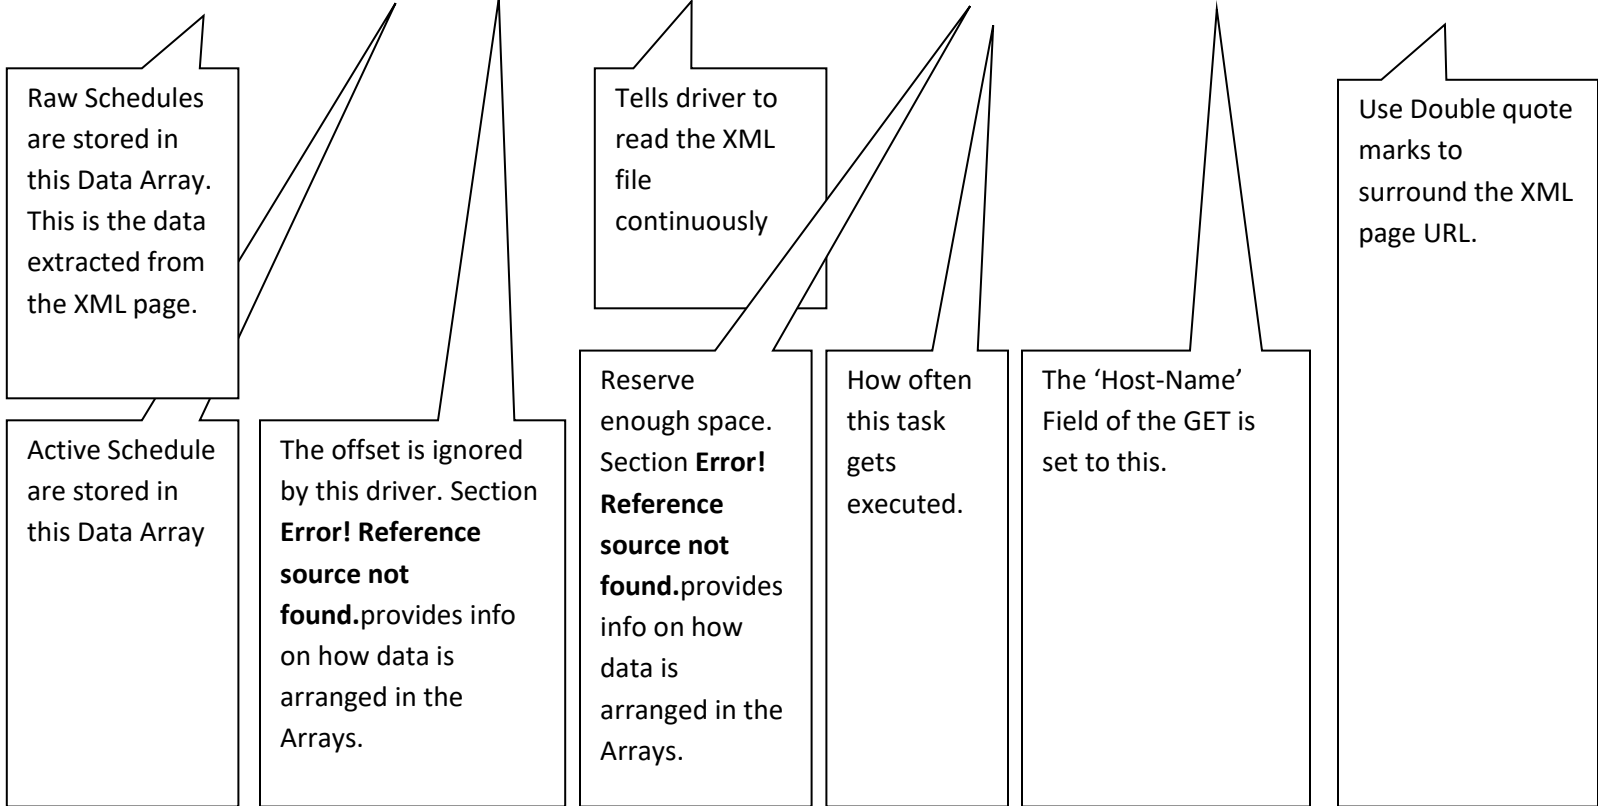 Raw Schedules
are stored in
this Data Array.
This is the data
extracted from
the XML page.
Active Schedule
are stored in
this Data Array
The offset is ignored
by this driver. Section
Error! Reference
source not
found.provides info
on how data is
arranged in the
Arrays.
Tells driver to
read the XML
file
continuously
Reserve
enough space.
Section Error!
Reference
source not
found.provides
info on how
data is
arranged in the
Arrays.
How often
this task
gets
executed.
The ‘Host-Name’
Field of the GET is
set to this.
Use Double quote
marks to
surround the XML
page URL.